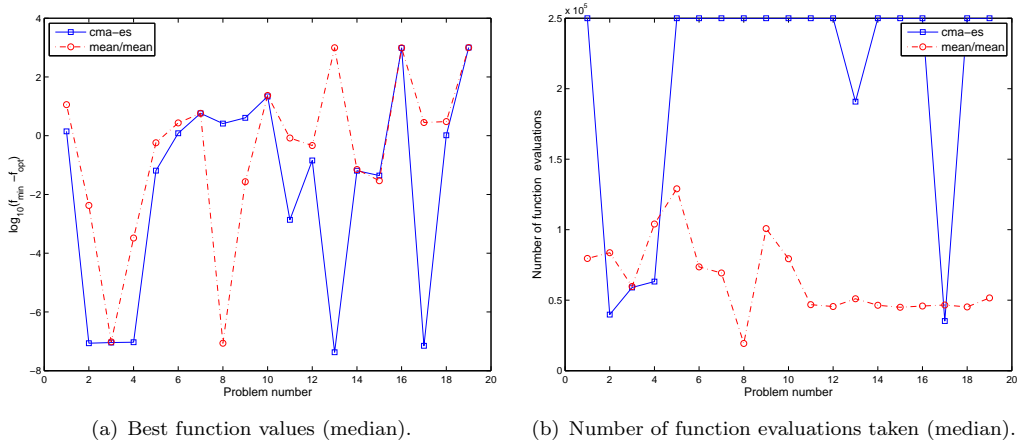 cma-es
mean/mean
4
2
0
-2
-4
-6
-8
log10(fmin -fopt)
0 2 4 6 8 10 12 14 16 18 20
Problem number
(a) Best function values (median).
x 10^5
2.5
2
1.5
1
0.5
0
Number of function evaluations
cma-es
mean/mean
0 2 4 6 8 10 12 14 16 18 20
Problem number
(b) Number of function evaluations taken (median).